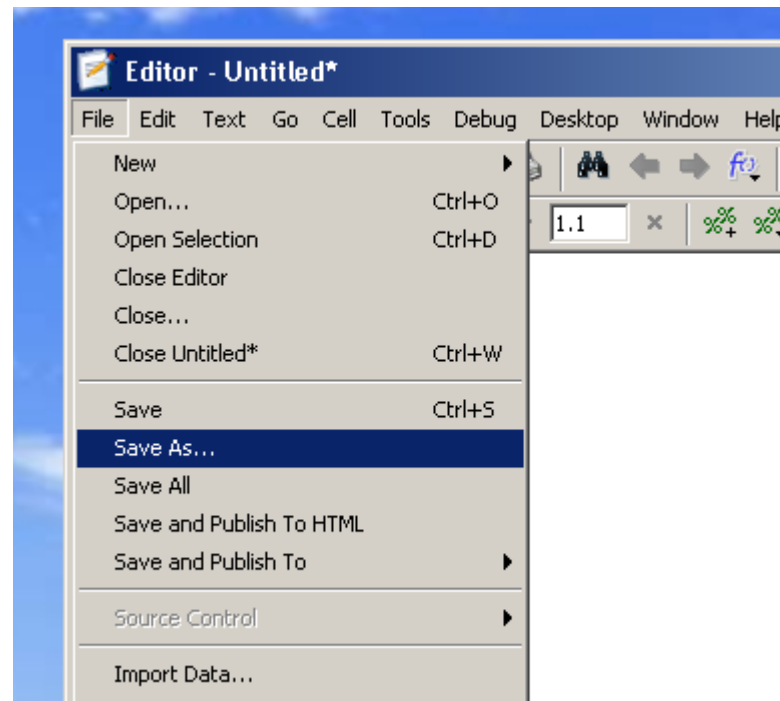 Editor - Untitled*
File Edit Text Go Cell Tools Debug Desktop Window Help
New
Open... Ctrl+O
Open Selection Ctrl+D
1.1
Close Editor
Close...
Close Untitled* Ctrl+W
Save Ctrl+S
Save As...
Save All
Save and Publish To HTML
Save and Publish To
Source Control
Import Data...